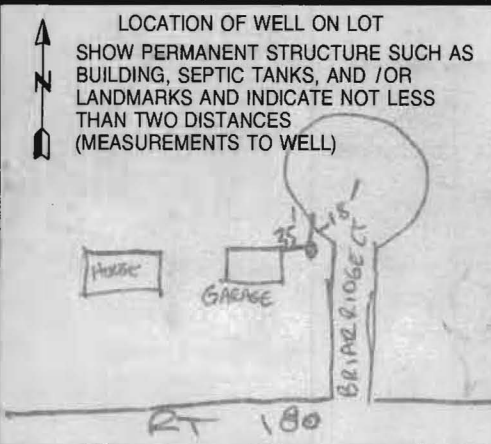 LOCATION OF WELL ON LOT
SHOW PERMANENT STRUCTURE SUCH AS
BUILDING, SEPTIC TANKS, AND /OR
LANDMARKS AND INDICATE NOT LESS
THAN TWO DISTANCES
(MEASUREMENTS TO WELL)
N
35'
15'
HOUSE
GARAGE
BRIARRIDGE CT
RT 180